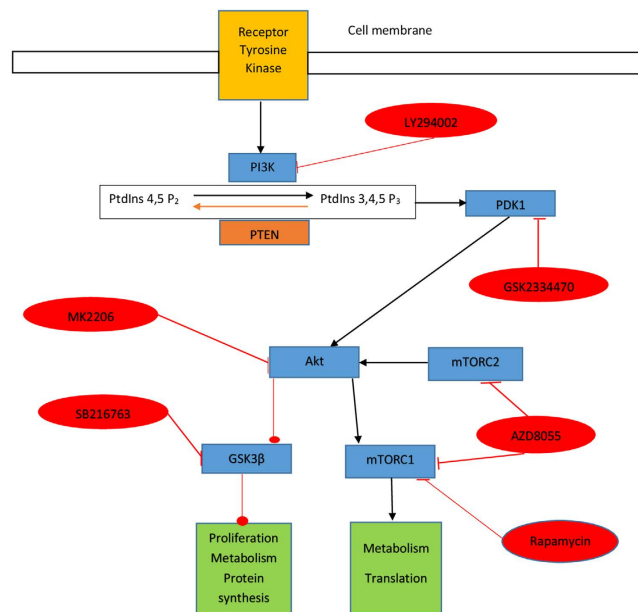 Receptor
Tyrosine
Kinase
Cell membrane
LY294002
PI3K
PtdIns 4,5 P₂
PtdIns 3,4,5 P₃
PTEN
PDK1
GSK2334470
MK2206
Akt
mTORC2
SB216763
AZD8055
GSK3β
mTORC1
Proliferation
Metabolism
Protein
synthesis
Metabolism
Translation
Rapamycin